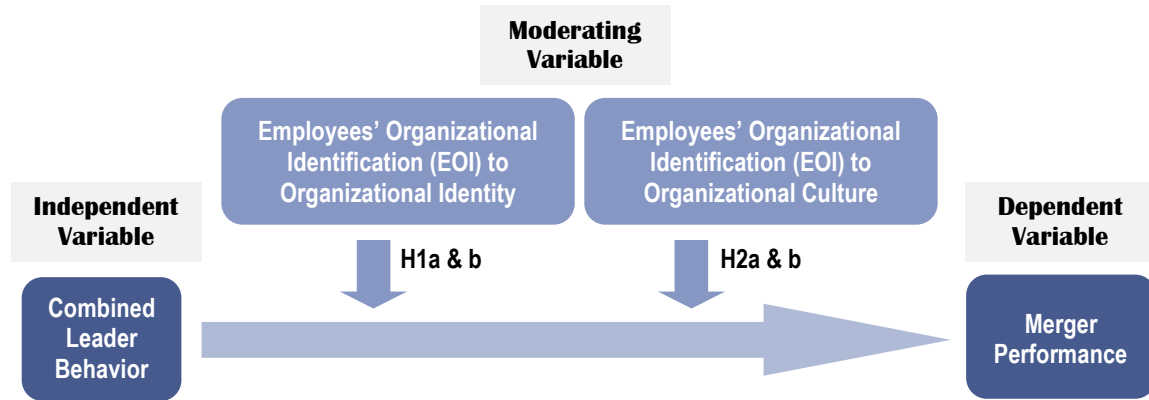 Moderating
Variable
Employees' Organizational
Identification (EOI) to
Organizational Identity
Employees' Organizational
Identification (EOI) to
Organizational Culture
Independent
Variable
Dependent
Variable
H1a & b
H2a & b
Combined
Leader
Behavior
Merger
Performance